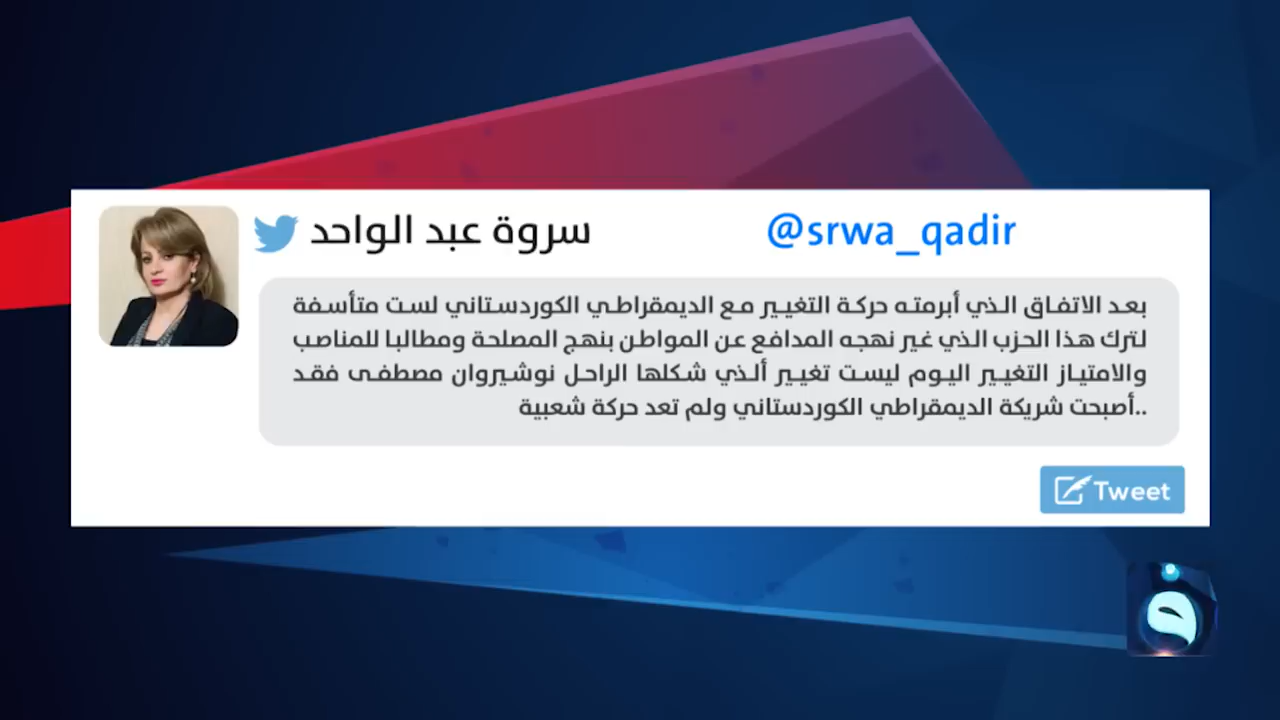 سروة عبد الواحد
@srwa_qadir
بعد الاتفاق الذي أبرمته حركة التغيير مع الديمقراطي الكوردستاني لست متأسفة
لترك هذا الحزب الذي غير نهجه المدافع عن المواطن بنهج المصلحة ومطالبا للمناصب
والامتياز التغيير اليوم ليست تغيير ألذي شكلها الراحل نوشيروان مصطفى فقد
..أصبحت شريكة الديمقراطي الكوردستاني ولم تعد حركة شعبية
Tweet